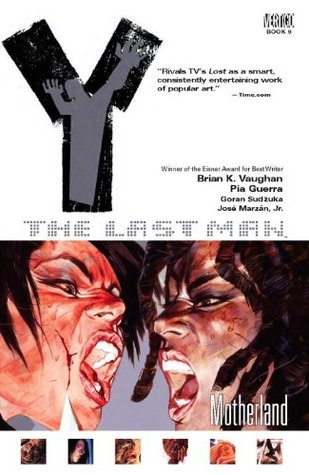 VERTIGO
BOOK 9
Y
"Rivals TV's Lost as a smart,
consistently entertaining work
of popular art."
— Time.com
Winner of the Eisner Award for Best Writer
Brian K. Vaughan
Pia Guerra
Goran Sudžuka
José Marzán, Jr.
THE LAST MAN
Motherland